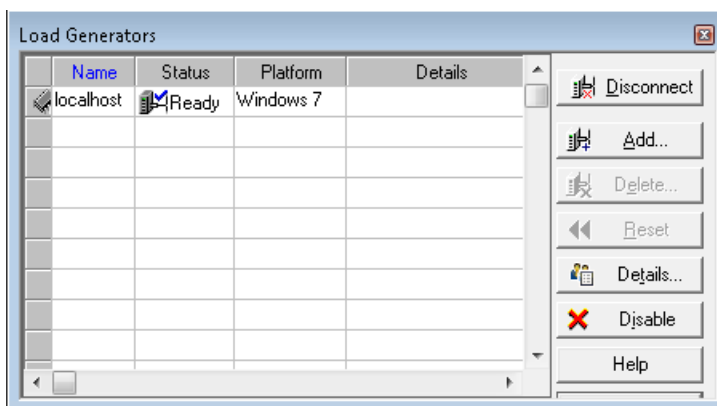 Load Generators
Name Status Platform Details
localhost Ready Windows 7
Disconnect
Add...
Delete...
Reset
Details...
Disable
Help